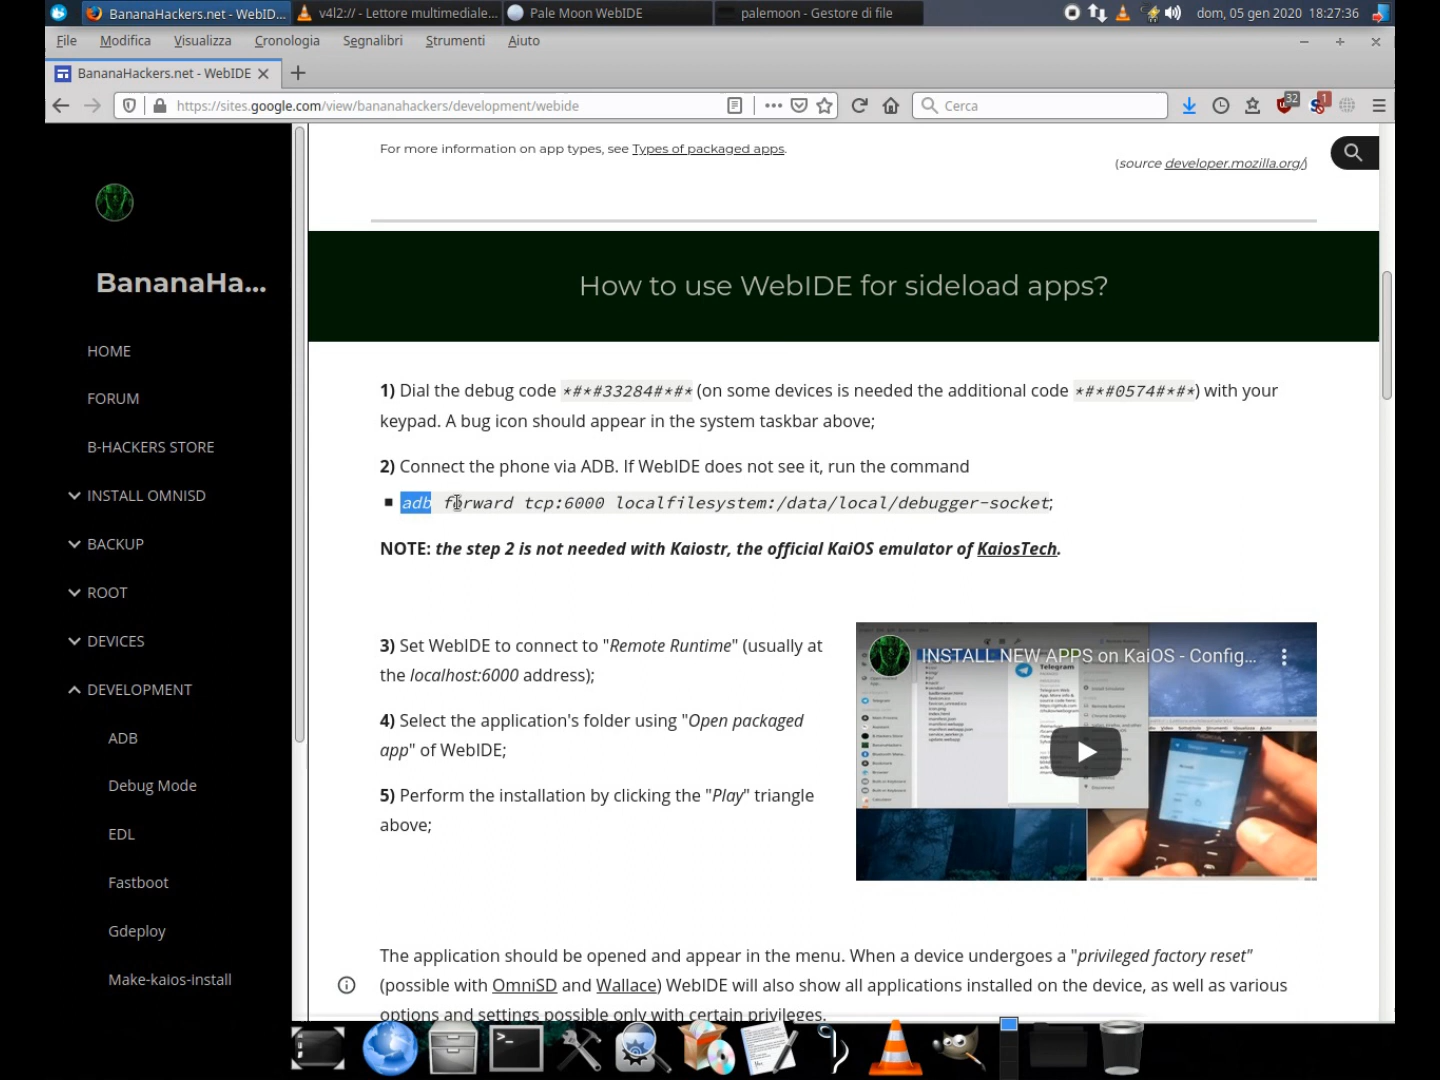 BananaHackers.net - WebID...
v4l2:// - Lettore multimediale...
Pale Moon WebIDE
palemoon - Gestore di file
dom, 05 gen 2020 18:27:36
File Modifica Visualizza Cronologia Segnalibri Strumenti Aiuto
BananaHackers.net - WebIDE
https://sites.google.com/view/bananahackers/development/webide
Cerca
32
1
BananaHa...
HOME
FORUM
B-HACKERS STORE
INSTALL OMNISD
BACKUP
ROOT
DEVICES
DEVELOPMENT
ADB
Debug Mode
EDL
Fastboot
Gdeploy
Make-kaios-install
For more information on app types, see Types of packaged apps.
(source developer.mozilla.org/)
How to use WebIDE for sideload apps?
1) Dial the debug code *#*#33284#*#* (on some devices is needed the additional code *#*#0574#*#*) with your
keypad. A bug icon should appear in the system taskbar above;
2) Connect the phone via ADB. If WebIDE does not see it, run the command
adb forward tcp:6000 localfilesystem:/data/local/debugger-socket;
NOTE: the step 2 is not needed with Kaiostr, the official KaiOS emulator of KaiosTech.
3) Set WebIDE to connect to "Remote Runtime" (usually at
the localhost:6000 address);
4) Select the application's folder using "Open packaged
app" of WebIDE;
5) Perform the installation by clicking the "Play" triangle
above;
INSTALL NEW APPS on KaiOS - Config...
Telegram
The application should be opened and appear in the menu. When a device undergoes a "privileged factory reset"
(possible with OmniSD and Wallace) WebIDE will also show all applications installed on the device, as well as various
options and settings possible only with certain privileges.